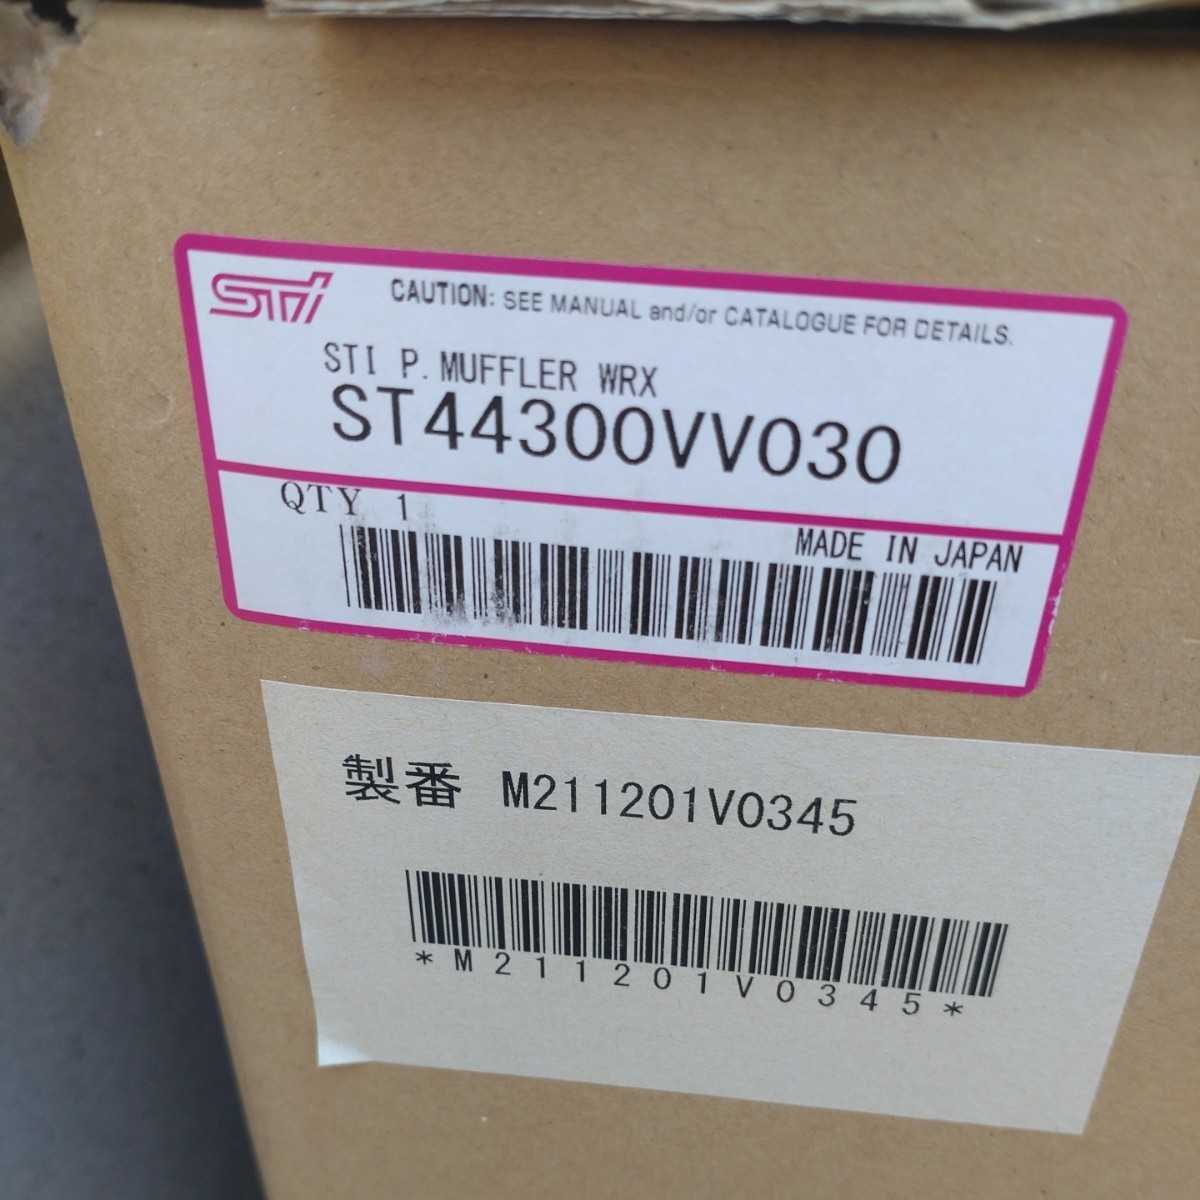 STI
CAUTION: SEE MANUAL and/or CATALOGUE FOR DETAILS.
STI P.MUFFLER WRX
ST44300VV030
QTY 1
MADE IN JAPAN
製番 M211201V0345
*M211201V0345*